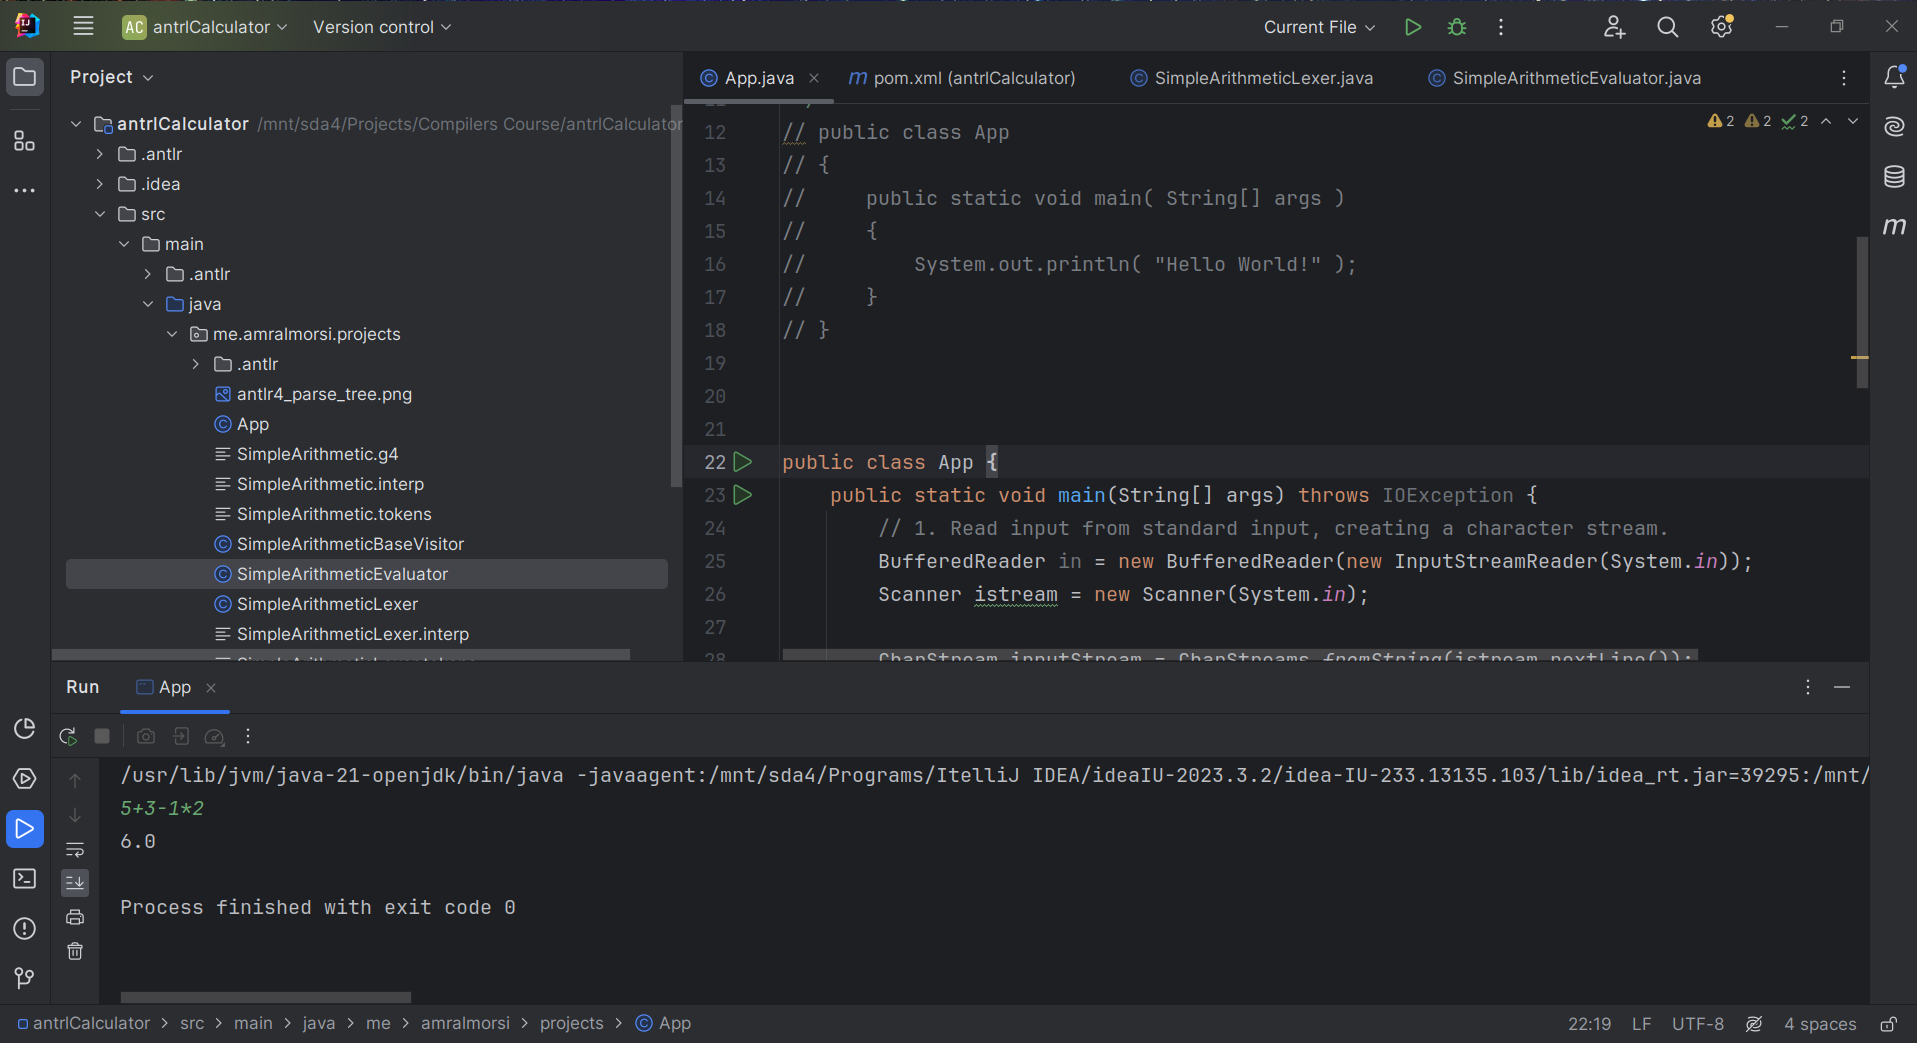 AC antrlCalculator Version control Current File
Project
antrlCalculator /mnt/sda4/Projects/Compilers Course/antrlCalculator
.antlr
.idea
src
main
.antlr
java
me.amralmorsi.projects
.antlr
antlr4_parse_tree.png
App
SimpleArithmetic.g4
SimpleArithmetic.interp
SimpleArithmetic.tokens
SimpleArithmeticBaseVisitor
SimpleArithmeticEvaluator
SimpleArithmeticLexer
SimpleArithmeticLexer.interp
App.java pom.xml (antrlCalculator) SimpleArithmeticLexer.java SimpleArithmeticEvaluator.java
2 2 2
12 // public class App
13 // {
14 //     public static void main( String[] args )
15 //     {
16 //         System.out.println( "Hello World!" );
17 //     }
18 // }
19
20
21
22 public class App {
23     public static void main(String[] args) throws IOException {
24         // 1. Read input from standard input, creating a character stream.
25         BufferedReader in = new BufferedReader(new InputStreamReader(System.in));
26         Scanner istream = new Scanner(System.in);
27
28         CharStream inputStream = CharStreams.fromString(istream.nextLine());
Run App
/usr/lib/jvm/java-21-openjdk/bin/java -javaagent:/mnt/sda4/Programs/ItelliJ IDEA/ideaIU-2023.3.2/idea-IU-233.13135.103/lib/idea_rt.jar=39295:/mnt/
5+3-1*2
6.0
Process finished with exit code 0
antrlCalculator > src > main > java > me > amralmorsi > projects > App 22:19 LF UTF-8 4 spaces